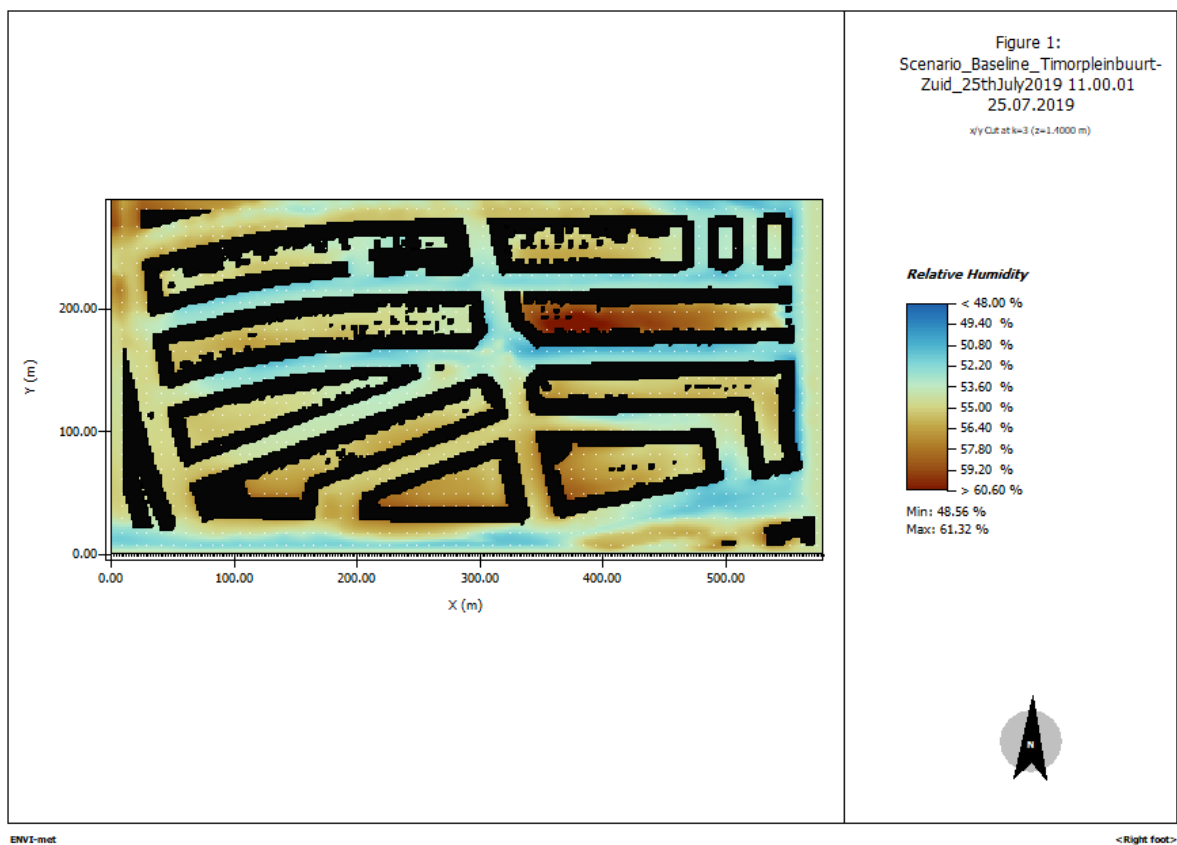 Figure 1:
Scenario_Baseline_Timorpleinbuurt-
Zuid_25thJuly2019 11.00.01
25.07.2019
x/y Cut at k=3 (z=1.4000 m)
Relative Humidity
< 48.00 %
49.40 %
50.80 %
52.20 %
53.60 %
55.00 %
56.40 %
57.80 %
59.20 %
> 60.60 %
Min: 48.56 %
Max: 61.32 %
200.00
100.00
0.00
Y (m)
0.00 100.00 200.00 300.00 400.00 500.00
X (m)
N
ENVI-met
<Right foot>